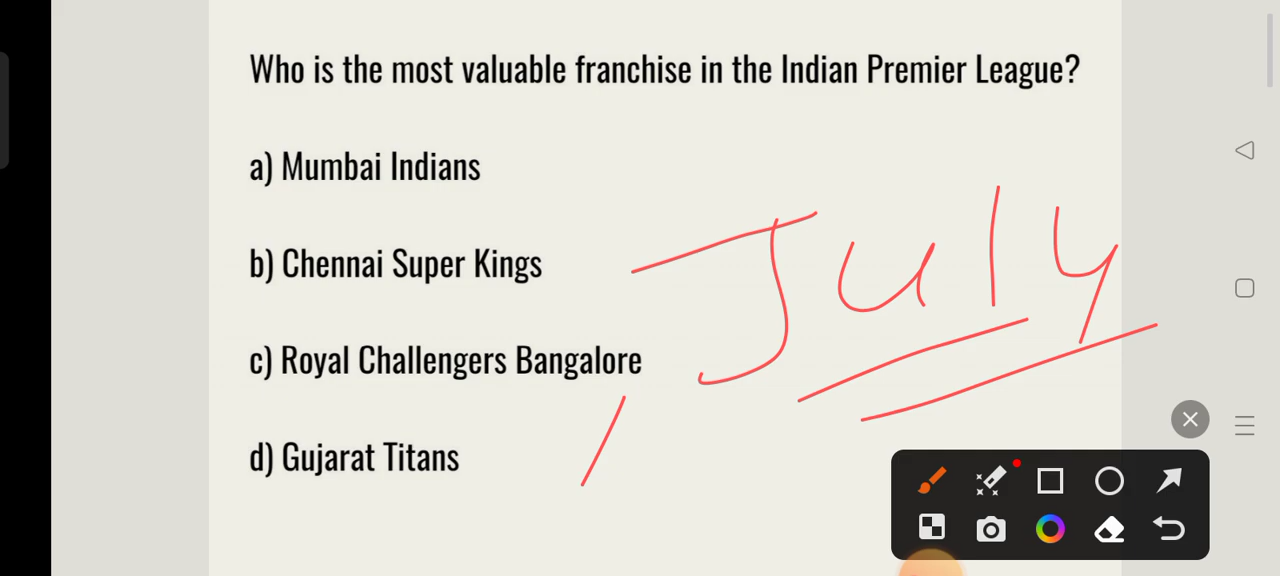 Who is the most valuable franchise in the Indian Premier League?
a) Mumbai Indians
b) Chennai Super Kings
July
c) Royal Challengers Bangalore
d) Gujarat Titans